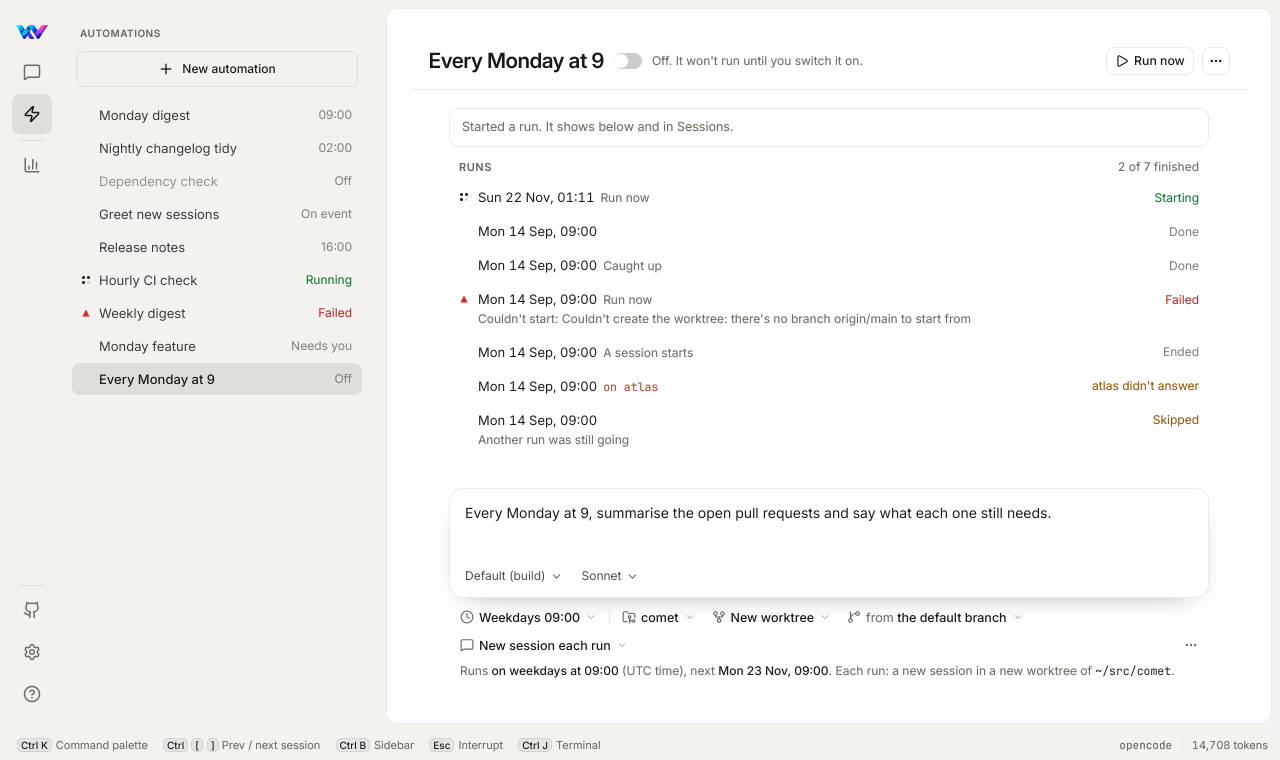 AUTOMATIONS
New automation
Monday digest 09:00
Nightly changelog tidy 02:00
Dependency check Off
Greet new sessions On event
Release notes 16:00
Hourly CI check Running
Weekly digest Failed
Monday feature Needs you
Every Monday at 9 Off
Every Monday at 9 Off. It won't run until you switch it on. Run now
Started a run. It shows below and in Sessions.
RUNS 2 of 7 finished
Sun 22 Nov, 01:11 Run now Starting
Mon 14 Sep, 09:00 Done
Mon 14 Sep, 09:00 Caught up Done
Mon 14 Sep, 09:00 Run now Failed
Couldn't start: Couldn't create the worktree: there's no branch origin/main to start from
Mon 14 Sep, 09:00 A session starts Ended
Mon 14 Sep, 09:00 on atlas atlas didn't answer
Mon 14 Sep, 09:00 Skipped
Another run was still going
Every Monday at 9, summarise the open pull requests and say what each one still needs.
Default (build) Sonnet
Weekdays 09:00 comet New worktree from the default branch
New session each run
Runs on weekdays at 09:00 (UTC time), next Mon 23 Nov, 09:00. Each run: a new session in a new worktree of ~/src/comet.
Ctrl K Command palette Ctrl [ ] Prev / next session Ctrl B Sidebar Esc Interrupt Ctrl J Terminal opencode 14,708 tokens